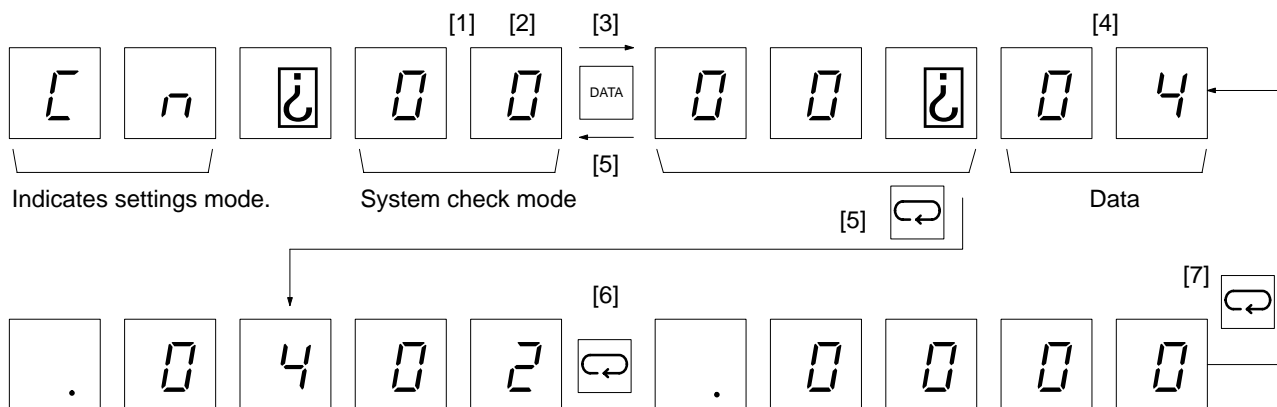 [1] [2] [3] [4]
C n 0 0 DATA 0 0 0 4
[5]
Indicates settings mode. System check mode Data
[5]
[6] [7]
. 0 4 0 2 . 0 0 0 0